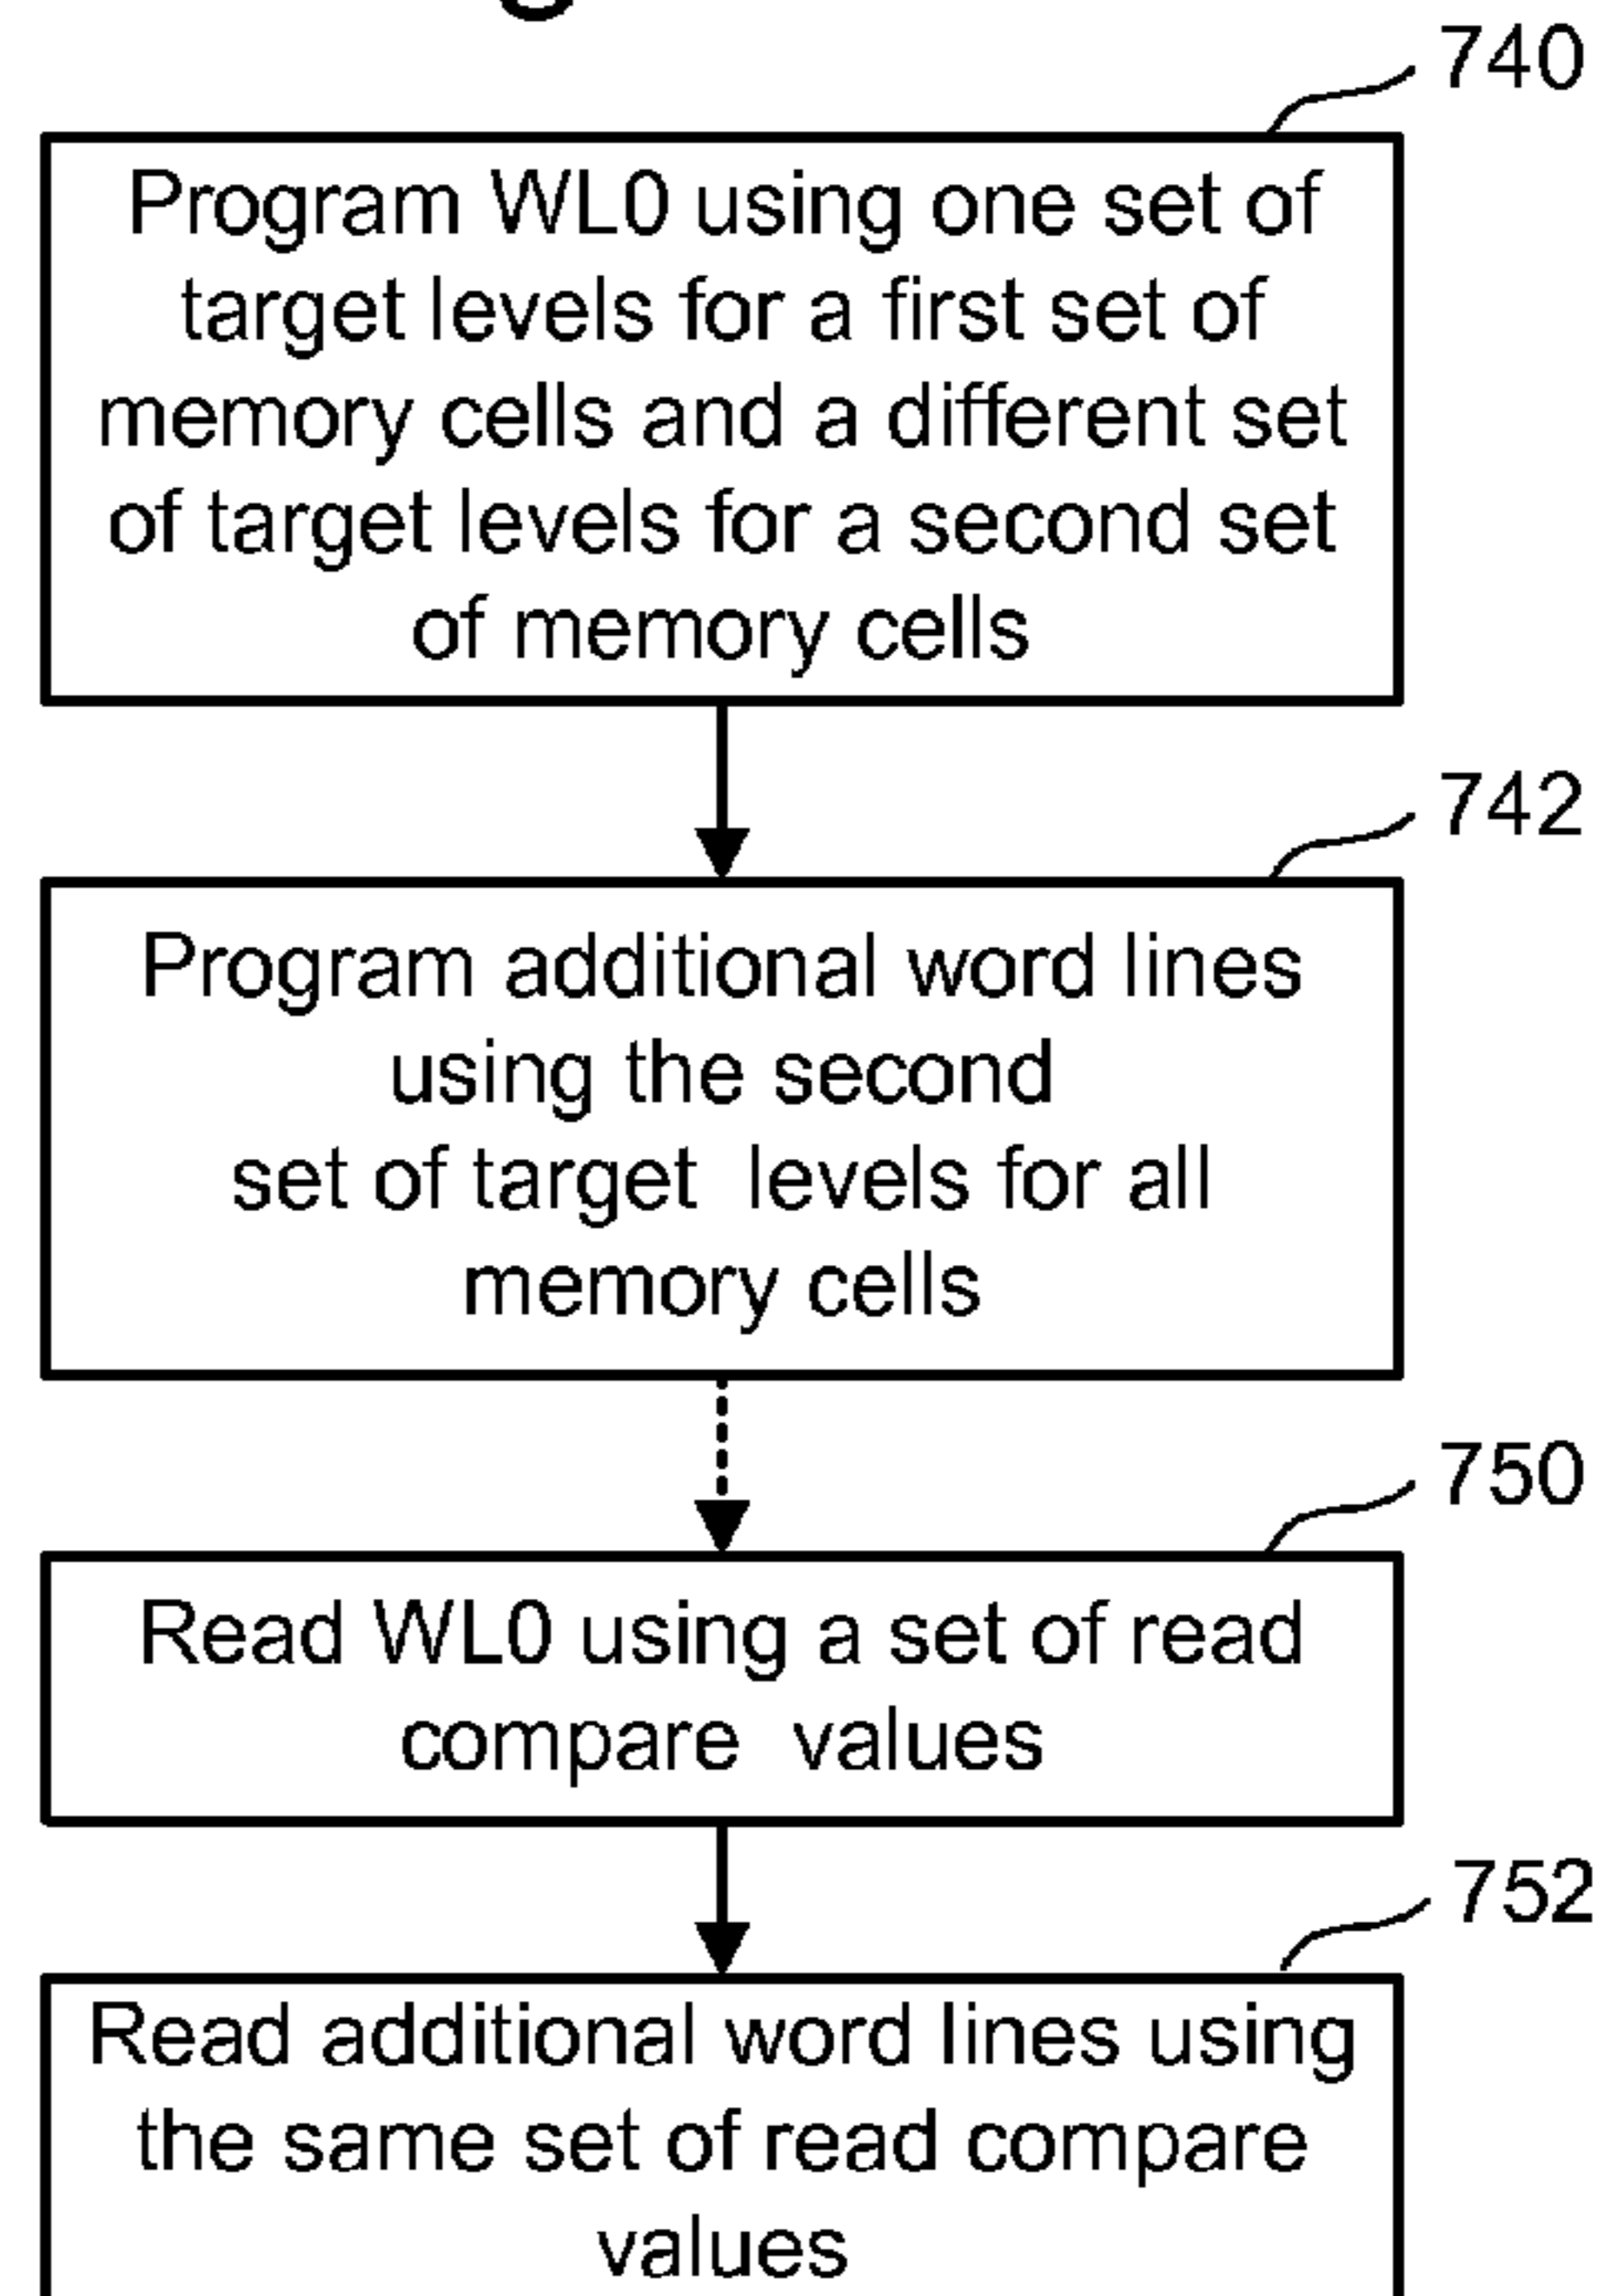 740
Program WL0 using one set of
target levels for a first set of
memory cells and a different set
of target levels for a second set
of memory cells
742
Program additional word lines
using the second
set of target levels for all
memory cells
750
Read WL0 using a set of read
compare values
752
Read additional word lines using
the same set of read compare
values